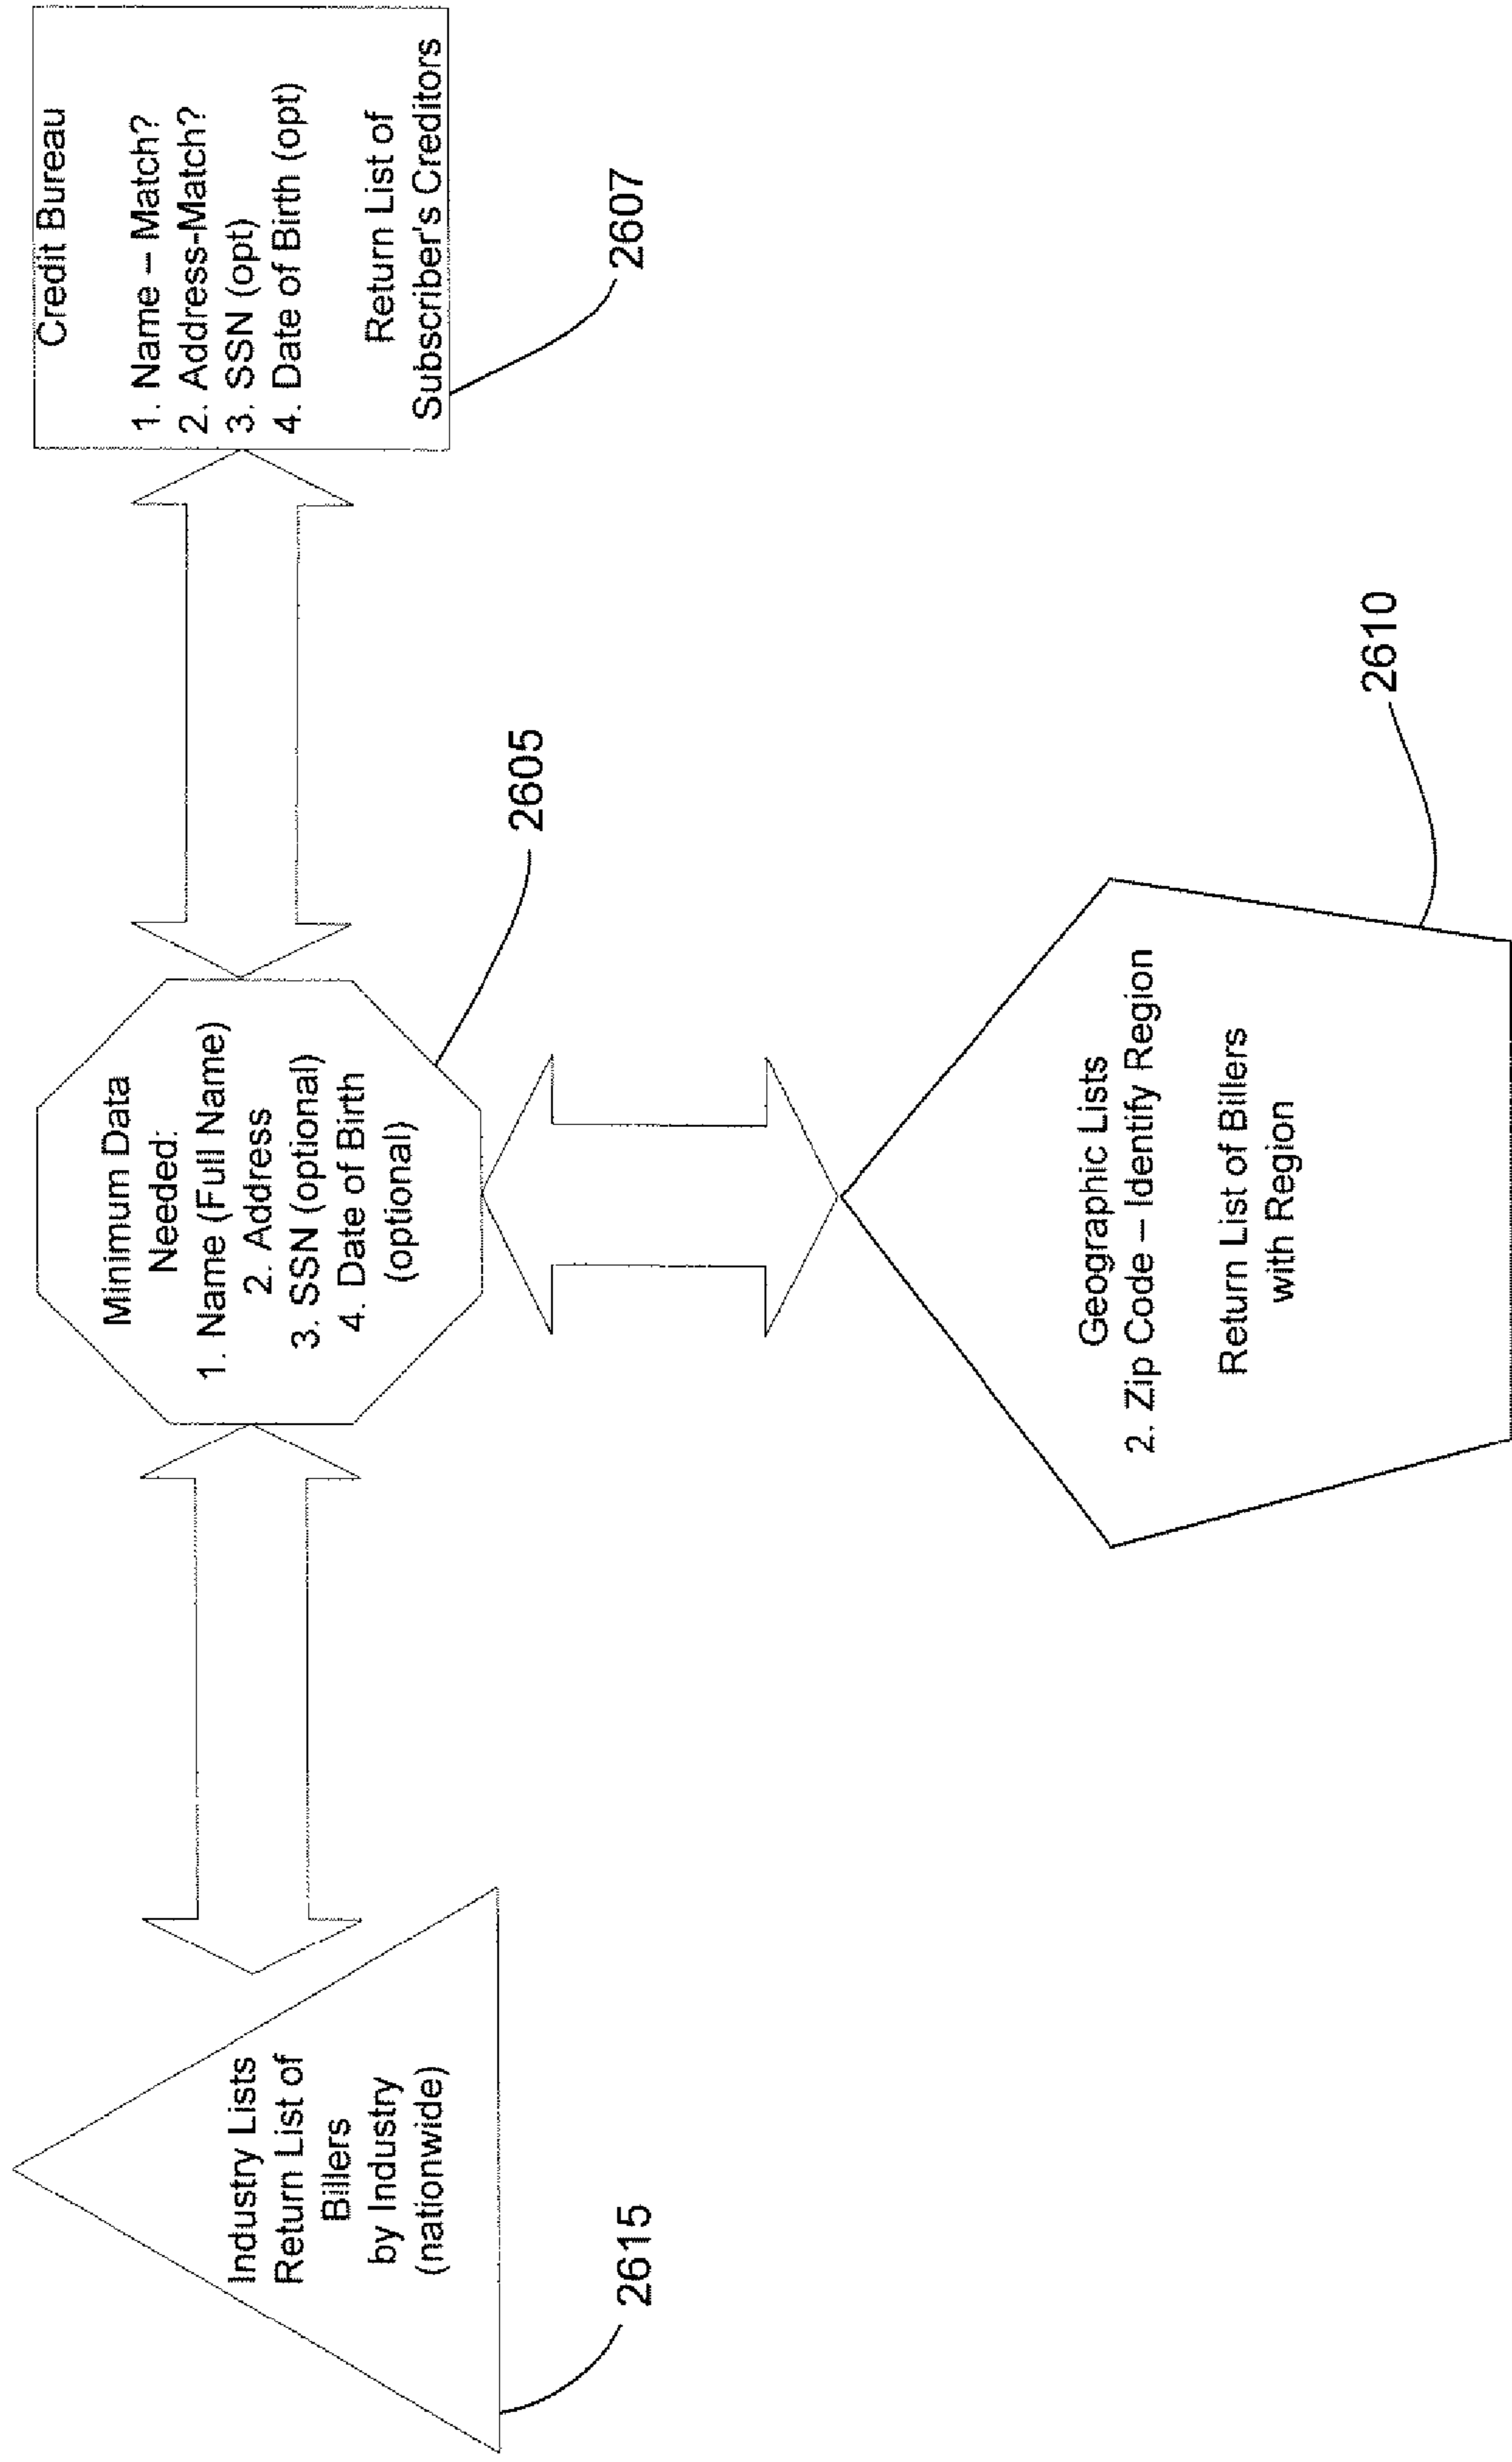 Industry Lists
Return List of
Billers
by Industry
(nationwide)
2615
Minimum Data
Needed:
1. Name (Full Name)
2. Address
3. SSN (optional)
4. Date of Birth
(optional)
2605
Credit Bureau
1. Name – Match?
2. Address-Match?
3. SSN (opt)
4. Date of Birth (opt)
Return List of
Subscriber's Creditors
2607
Geographic Lists
2. Zip Code – Identify Region
Return List of Billers
with Region
2610